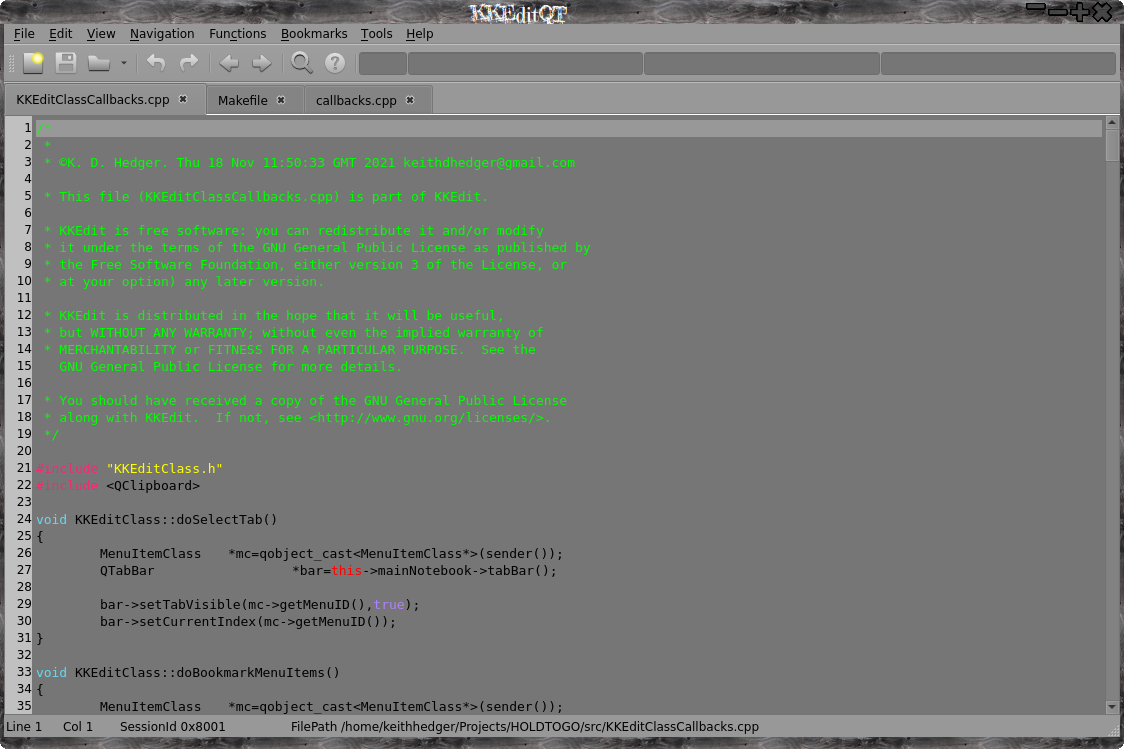 KKEditQT
File Edit View Navigation Functions Bookmarks Tools Help
KKEditClassCallbacks.cpp Makefile callbacks.cpp
1 /*
2 *
3 * ©K. D. Hedger. Thu 18 Nov 11:50:33 GMT 2021 keithdhedger@gmail.com
4
5 * This file (KKEditClassCallbacks.cpp) is part of KKEdit.
6
7 * KKEdit is free software: you can redistribute it and/or modify
8 * it under the terms of the GNU General Public License as published by
9 * the Free Software Foundation, either version 3 of the License, or
10 * at your option) any later version.
11
12 * KKEdit is distributed in the hope that it will be useful,
13 * but WITHOUT ANY WARRANTY; without even the implied warranty of
14 * MERCHANTABILITY or FITNESS FOR A PARTICULAR PURPOSE.  See the
15 GNU General Public License for more details.
16
17 * You should have received a copy of the GNU General Public License
18 * along with KKEdit.  If not, see <http://www.gnu.org/licenses/>.
19 */
20
21 #include "KKEditClass.h"
22 #include <QClipboard>
23
24 void KKEditClass::doSelectTab()
25 {
26 MenuItemClass *mc=qobject_cast<MenuItemClass*>(sender());
27 QTabBar *bar=this->mainNotebook->tabBar();
28
29 bar->setTabVisible(mc->getMenuID(),true);
30 bar->setCurrentIndex(mc->getMenuID());
31 }
32
33 void KKEditClass::doBookmarkMenuItems()
34 {
35 MenuItemClass *mc=qobject_cast<MenuItemClass*>(sender());
Line 1 Col 1 SessionId 0x8001 FilePath /home/keithhedger/Projects/HOLDTOGO/src/KKEditClassCallbacks.cpp